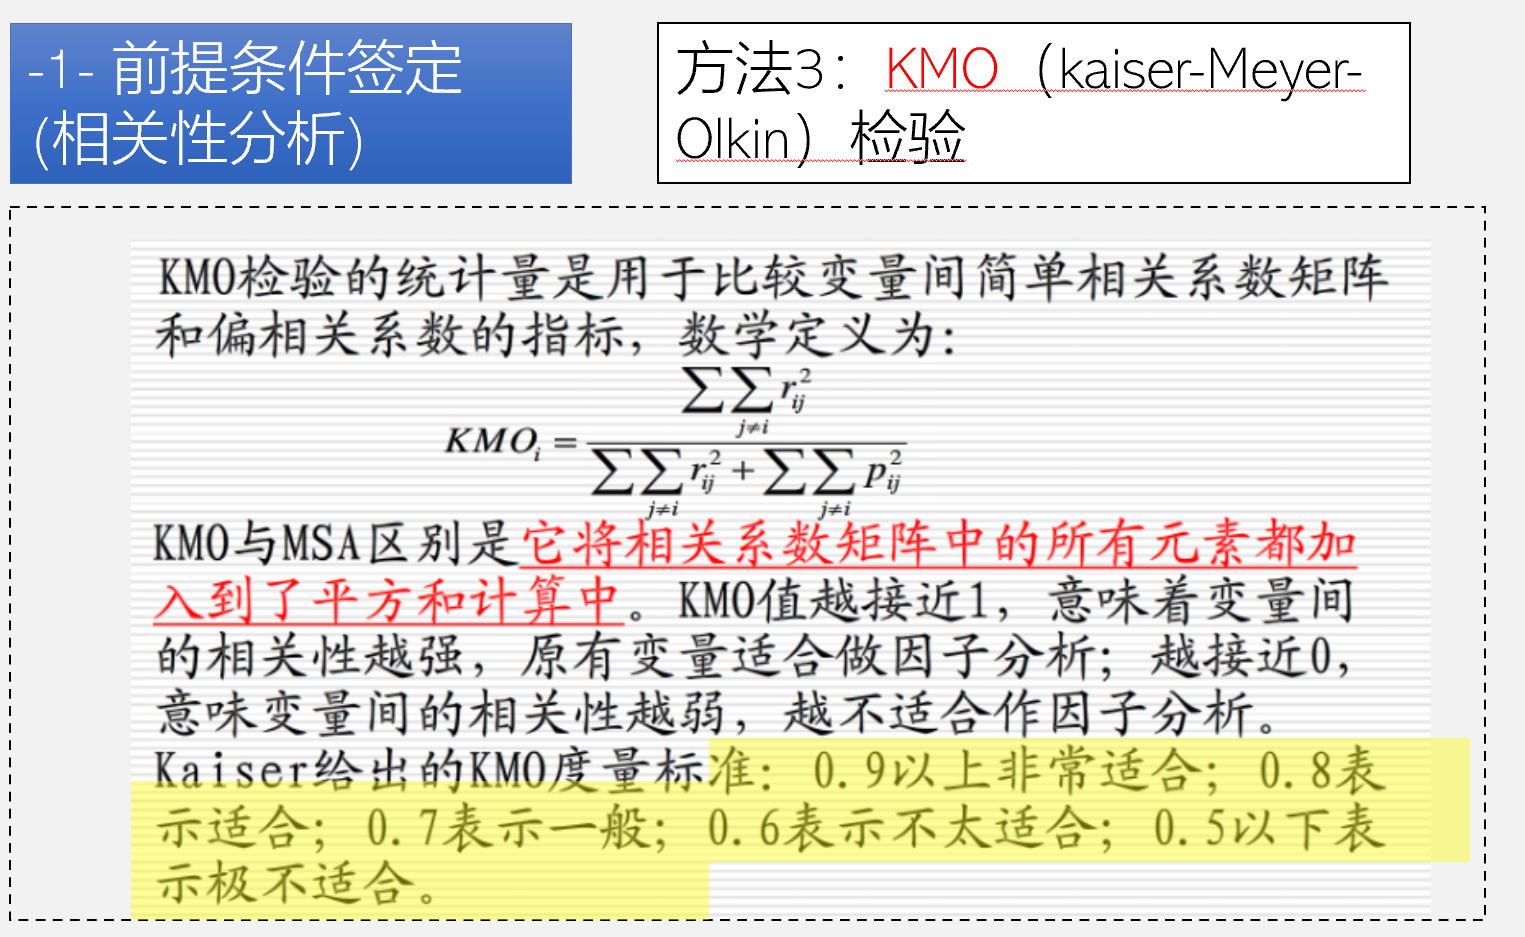 -1- 前提条件签定
(相关性分析)
方法3：KMO（kaiser-Meyer-
Olkin）检验
KMO检验的统计量是用于比较变量间简单相关系数矩阵
和偏相关系数的指标，数学定义为：
KMO_i = \frac{\sum\sum_{j≠i} r_{ij}^2}{\sum\sum_{j≠i} r_{ij}^2 + \sum\sum_{j≠i} p_{ij}^2}
KMO与MSA区别是它将相关系数矩阵中的所有元素都加
入到了平方和计算中。KMO值越接近1，意味着变量间
的相关性越强，原有变量适合做因子分析；越接近0，
意味变量间的相关性越弱，越不适合作因子分析。
Kaiser给出的KMO度量标准：0.9以上非常适合；0.8表
示适合；0.7表示一般；0.6表示不太适合；0.5以下表
示极不适合。